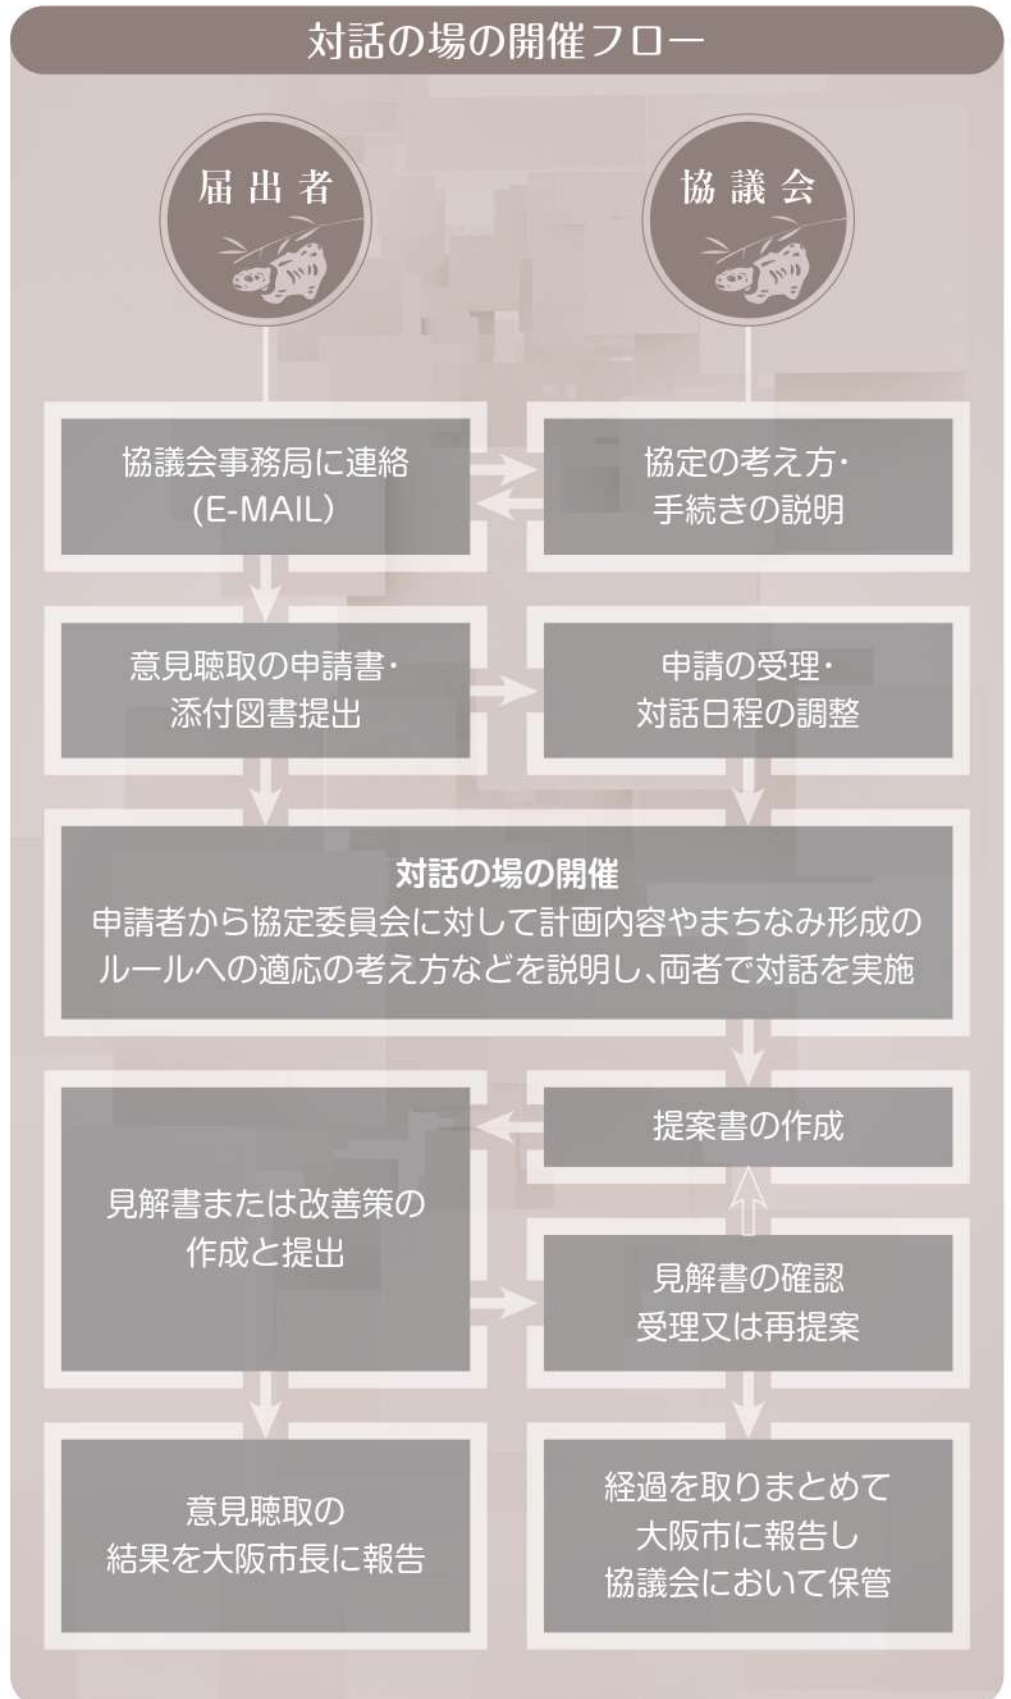 対話の場の開催フロー
届出者
協議会
協議会事務局に連絡
(E-MAIL）
協定の考え方・
手続きの説明
意見聴取の申請書・
添付図書提出
申請の受理・
対話日程の調整
対話の場の開催
申請者から協定委員会に対して計画内容やまちなみ形成の
ルールへの適応の考え方などを説明し、両者で対話を実施
提案書の作成
見解書または改善策の
作成と提出
見解書の確認
受理又は再提案
意見聴取の
結果を大阪市長に報告
経過を取りまとめて
大阪市に報告し
協議会において保管